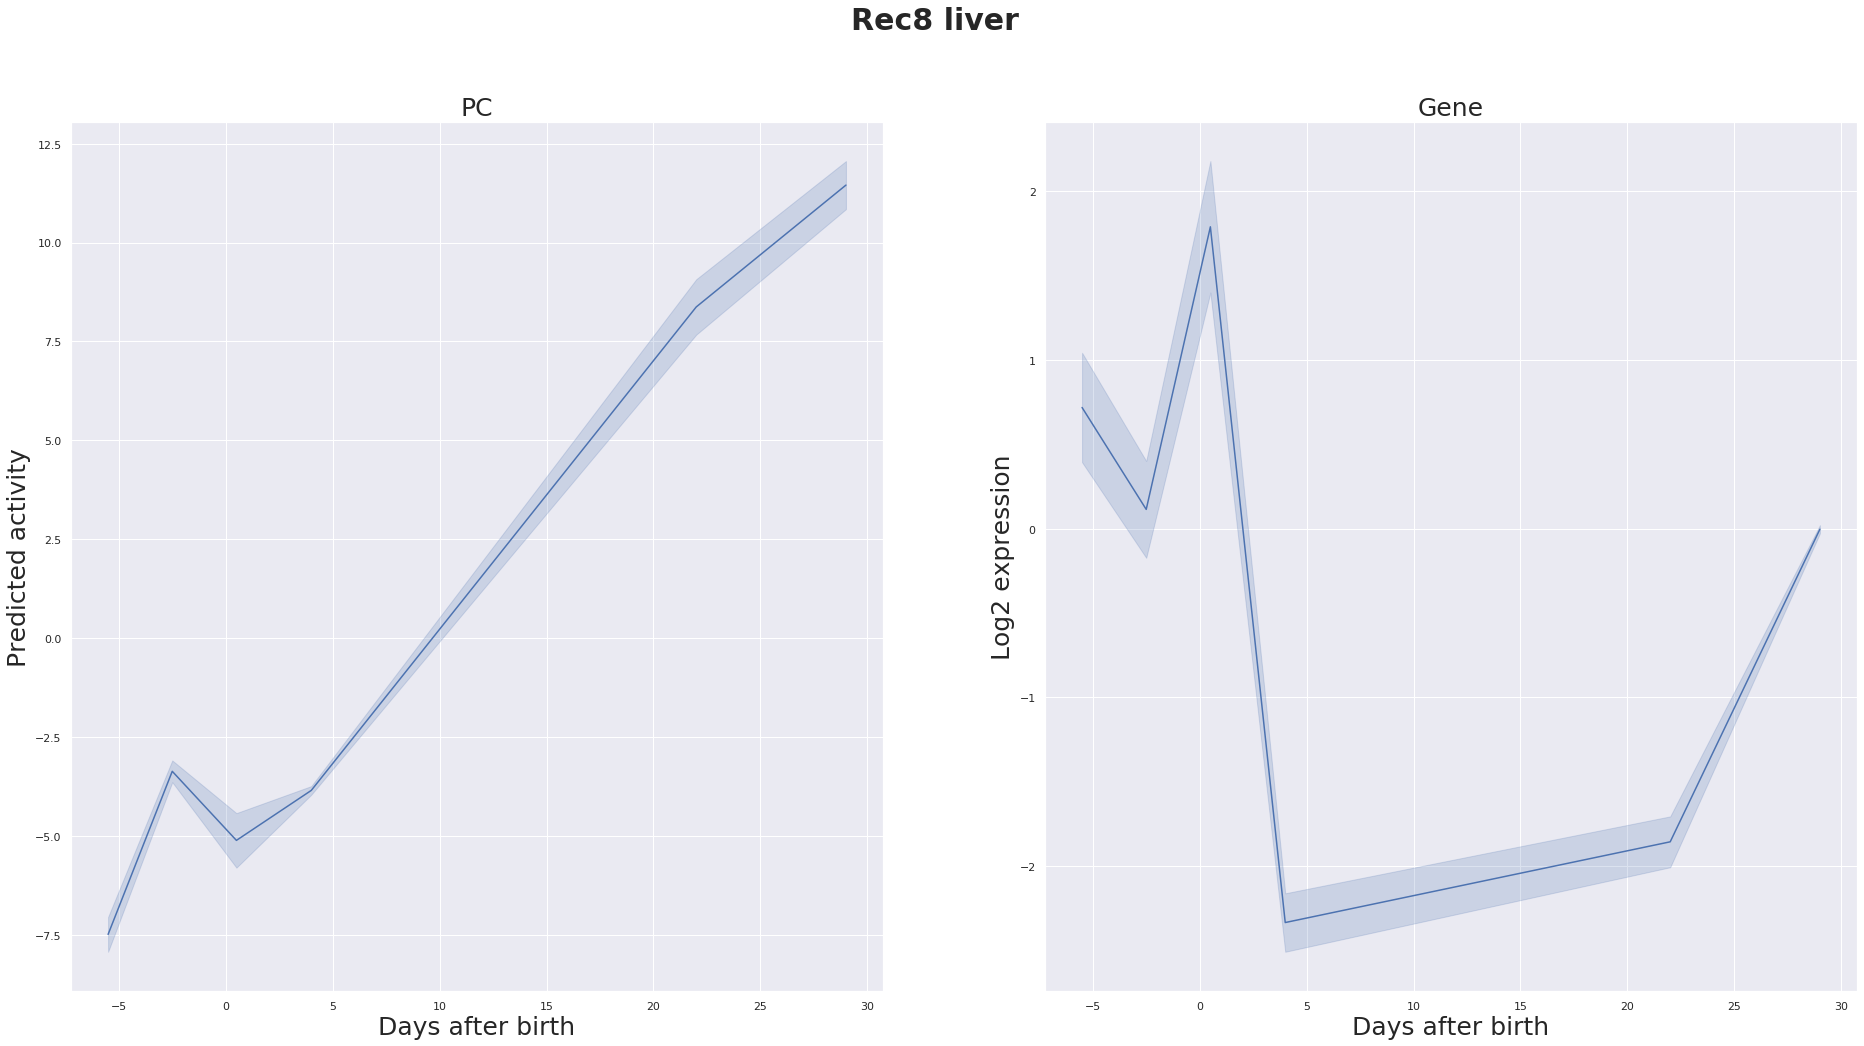 Rec8 liver
PC
12.5
10.0
7.5
5.0
2.5
0.0
−2.5
−5.0
−7.5
Predicted activity
−5 0 5 10 15 20 25 30
Days after birth
Gene
2
1
0
−1
−2
Log2 expression
−5 0 5 10 15 20 25 30
Days after birth